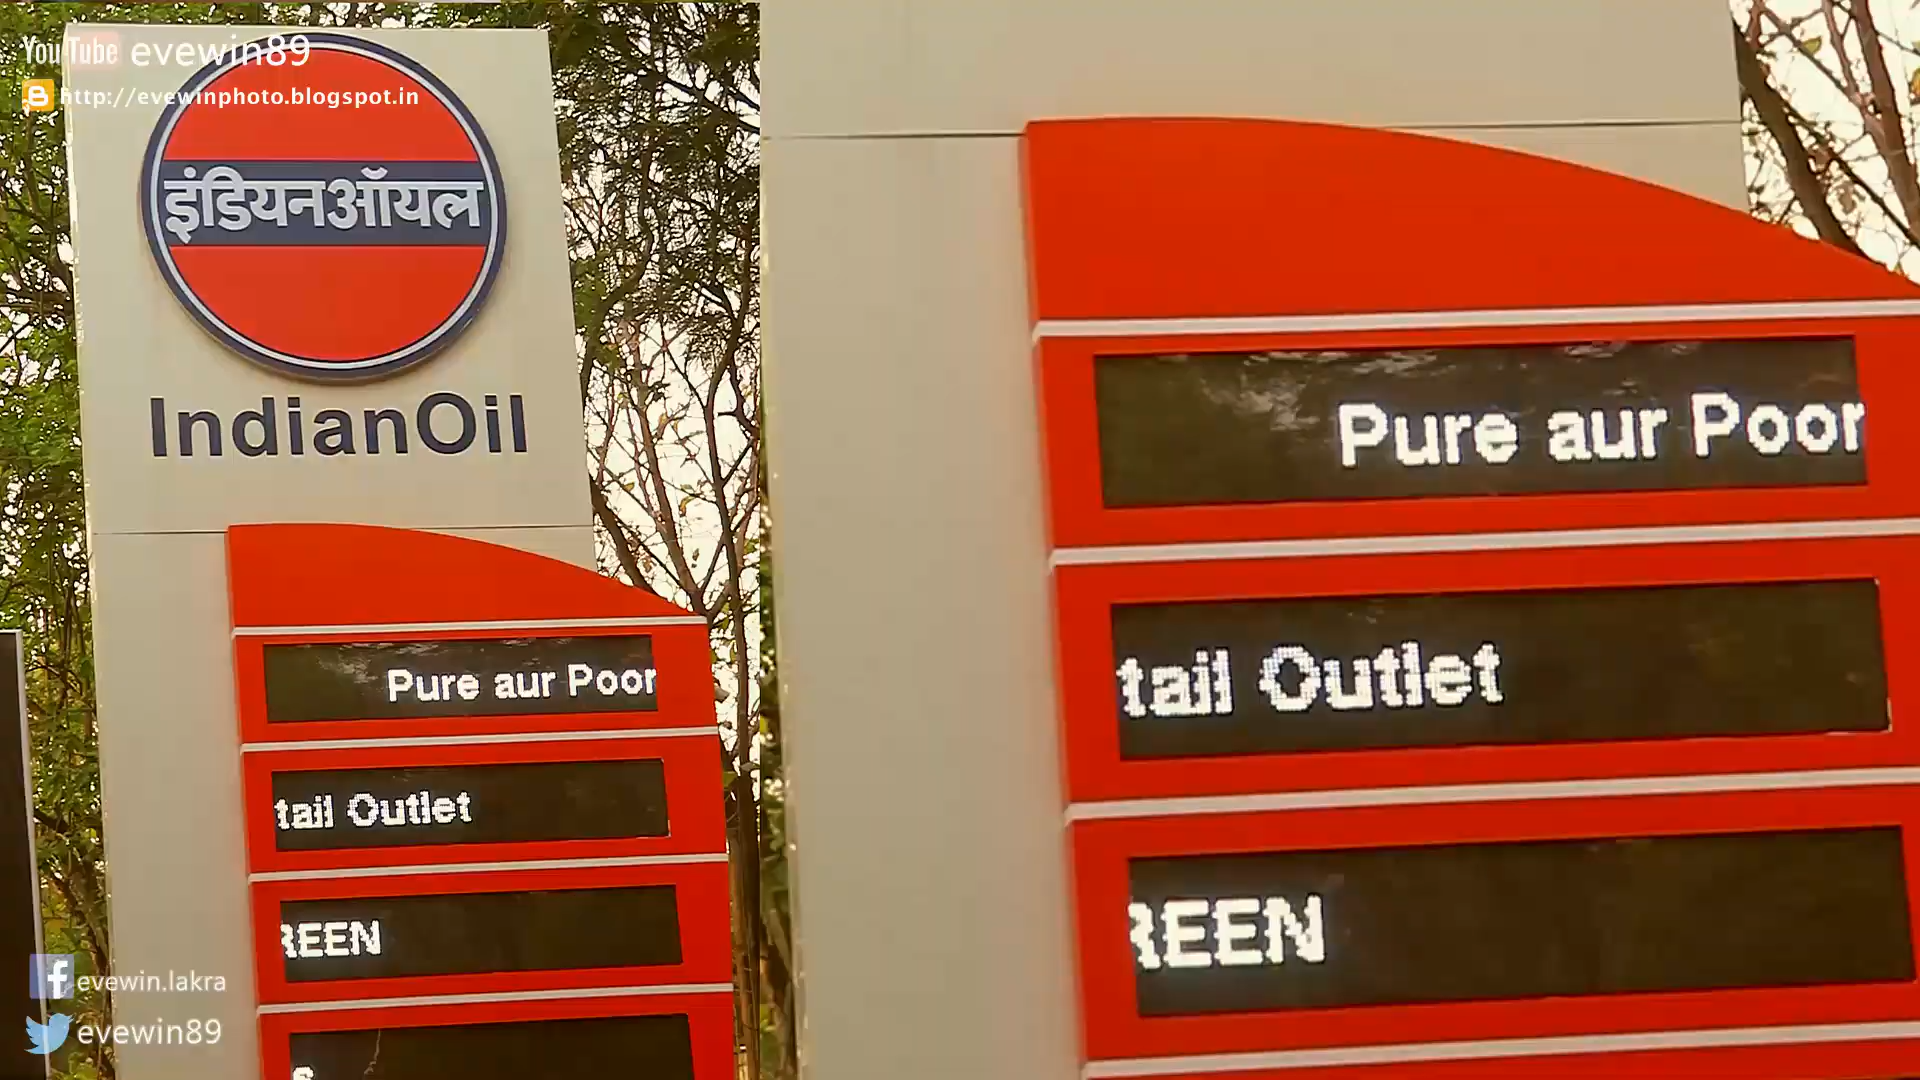 YouTube evewin89
http://evewinphoto.blogspot.in
इंडियनऑयल
IndianOil
Pure aur Poor
tail Outlet
REEN
s
Pure aur Poor
tail Outlet
REEN
evewin.lakra
evewin89